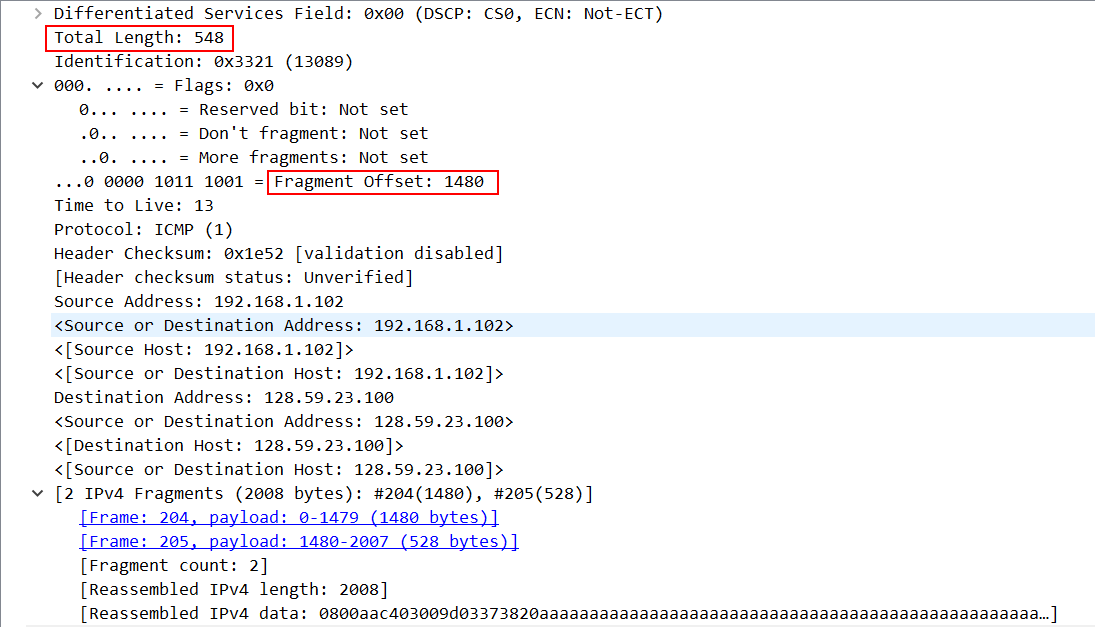 Differentiated Services Field: 0x00 (DSCP: CS0, ECN: Not-ECT)
Total Length: 548
Identification: 0x3321 (13089)
000. .... = Flags: 0x0
0... .... = Reserved bit: Not set
.0.. .... = Don't fragment: Not set
..0. .... = More fragments: Not set
...0 0000 1011 1001 = Fragment Offset: 1480
Time to Live: 13
Protocol: ICMP (1)
Header Checksum: 0x1e52 [validation disabled]
[Header checksum status: Unverified]
Source Address: 192.168.1.102
<Source or Destination Address: 192.168.1.102>
<[Source Host: 192.168.1.102]>
<[Source or Destination Host: 192.168.1.102]>
Destination Address: 128.59.23.100
<Source or Destination Address: 128.59.23.100>
<[Destination Host: 128.59.23.100]>
<[Source or Destination Host: 128.59.23.100]>
[2 IPv4 Fragments (2008 bytes): #204(1480), #205(528)]
[Frame: 204, payload: 0-1479 (1480 bytes)]
[Frame: 205, payload: 1480-2007 (528 bytes)]
[Fragment count: 2]
[Reassembled IPv4 length: 2008]
[Reassembled IPv4 data: 0800aac403009d03373820aaaaaaaaaaaaaaaaaaaaaaaaaaaaaaaaaaaaaaaaaaaaaaaaaa…]